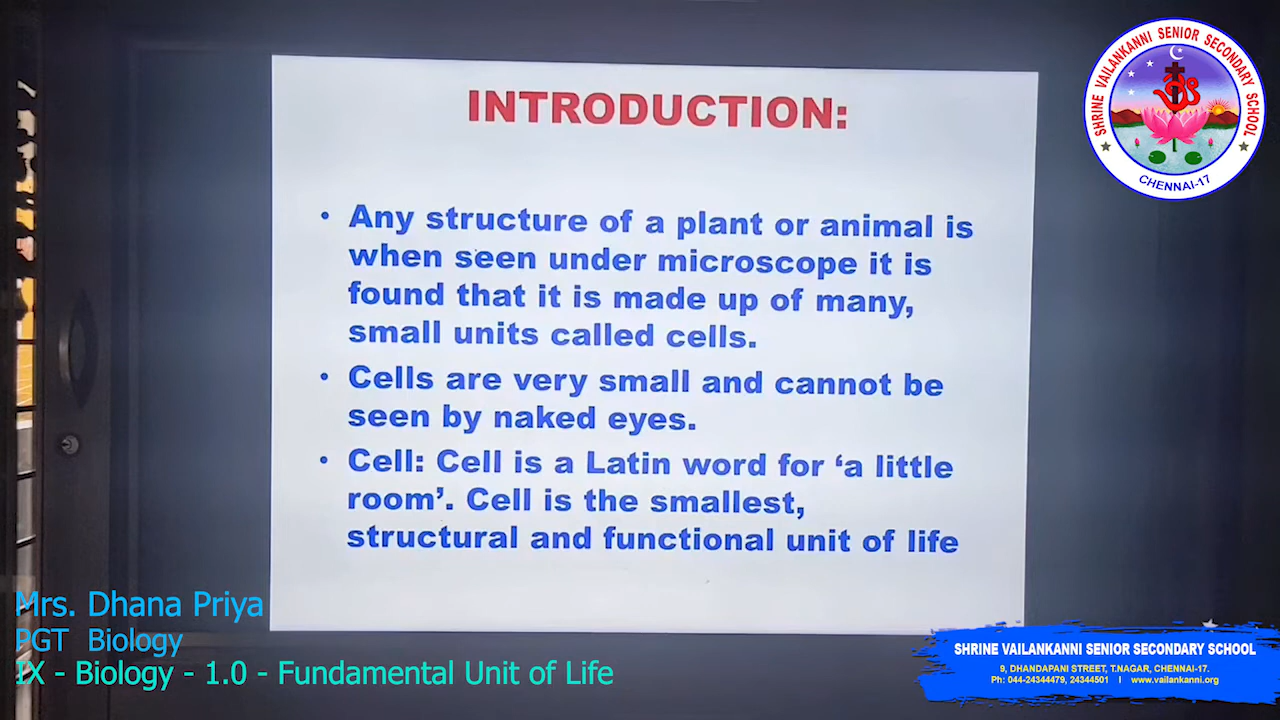 INTRODUCTION:
• Any structure of a plant or animal is
when seen under microscope it is
found that it is made up of many,
small units called cells.
• Cells are very small and cannot be
seen by naked eyes.
• Cell: Cell is a Latin word for ‘a little
room’. Cell is the smallest,
structural and functional unit of life
SHRINE VAILANKANNI SENIOR SECONDARY SCHOOL
CHENNAI-17
Mrs. Dhana Priya
PGT Biology
IX - Biology - 1.0 - Fundamental Unit of Life
SHRINE VAILANKANNI SENIOR SECONDARY SCHOOL
9, DHANDAPANI STREET, T.NAGAR, CHENNAI-17.
Ph: 044-24344479, 24344501 I www.vailankanni.org